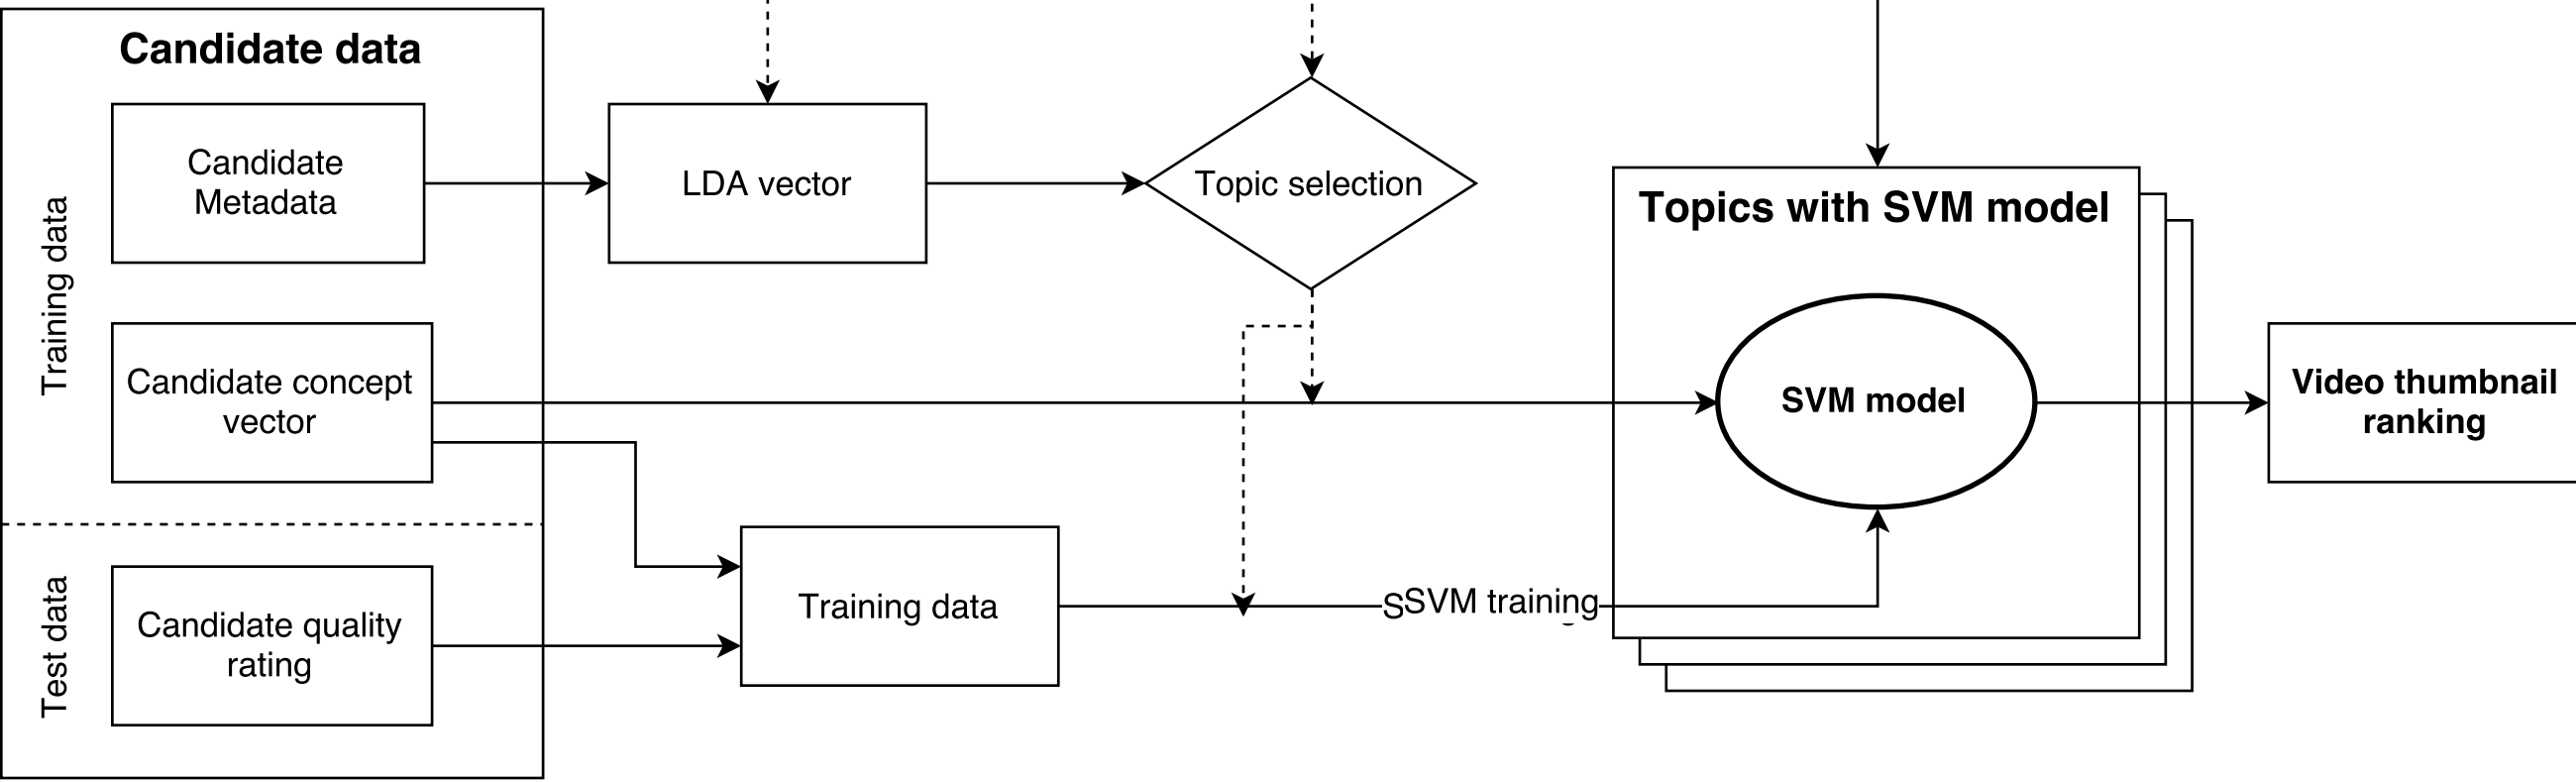 Candidate data
Training data
Candidate
Metadata
LDA vector
Topic selection
Topics with SVM model
Candidate concept
vector
SVM model
Video thumbnail
ranking
Test data
Candidate quality
rating
Training data
SSVM training